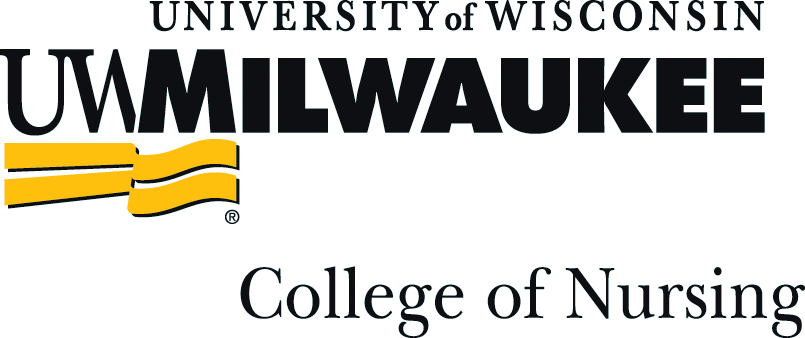 UNIVERSITY of WISCONSIN
UWMILWAUKEE
®
College of Nursing